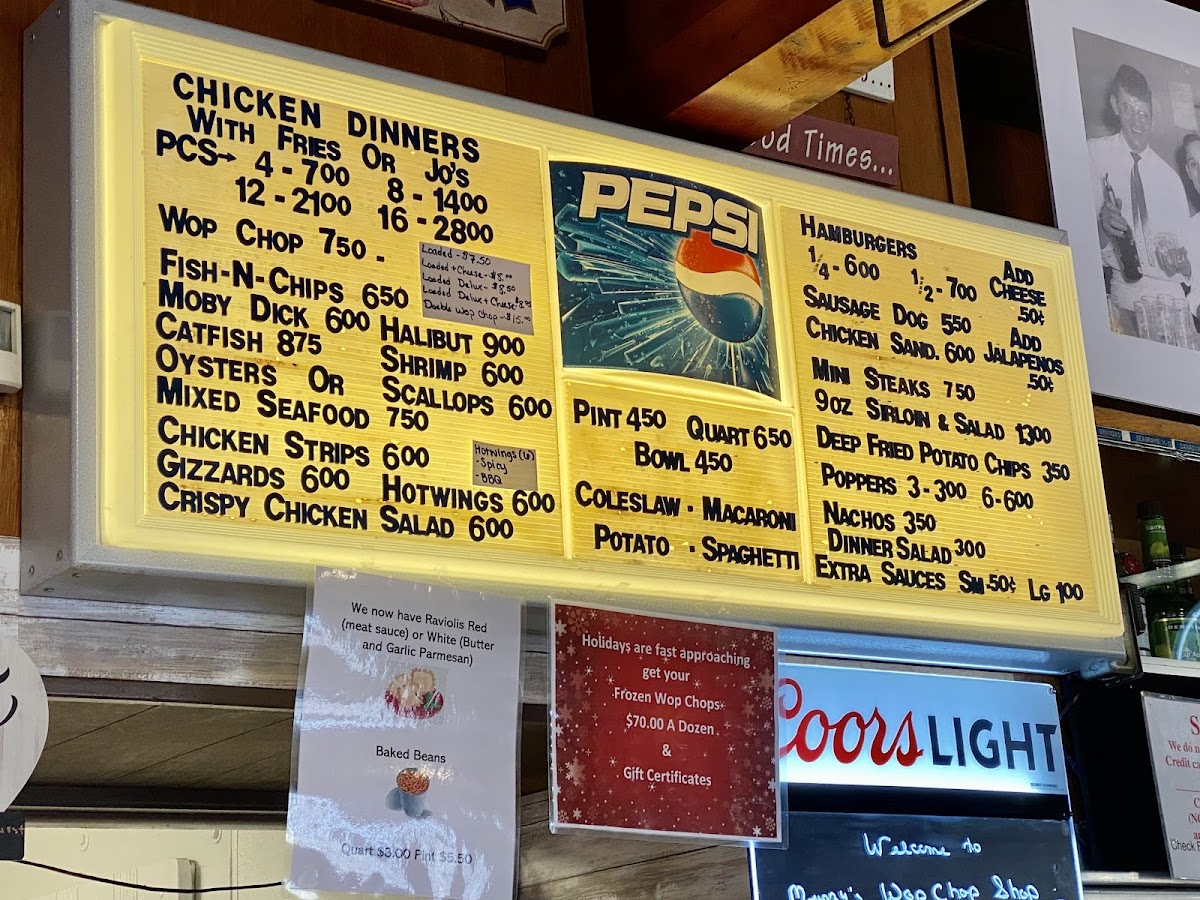 CHICKEN DINNERS
WITH FRIES OR JO'S
PCS→ 4 - 700 8 - 1400
12 - 2100 16 - 2800
WOP CHOP 750 -
Loaded - $7.50
Loaded + Cheese - $8.00
Loaded Deluxe - $8.50
Loaded Deluxe + Cheese $8.75
Double Wop Chop - $15.00
FISH-N-CHIPS 650
MOBY DICK 600 HALIBUT 900
CATFISH 875 SHRIMP 600
OYSTERS OR SCALLOPS 600
MIXED SEAFOOD 750
CHICKEN STRIPS 600
Hotwings (6)
- Spicy
- BBQ
GIZZARDS 600 HOTWINGS 600
CRISPY CHICKEN SALAD 600
PEPSI
PINT 450 QUART 650
BOWL 450
COLESLAW - MACARONI
POTATO - SPAGHETTI
HAMBURGERS
1/4 - 600 1/2 - 700
ADD
CHEESE
50¢
SAUSAGE DOG 550
CHICKEN SAND. 600
ADD
JALAPENOS
50¢
MINI STEAKS 750
9OZ SIRLOIN & SALAD 1300
DEEP FRIED POTATO CHIPS 350
POPPERS 3 - 300 6 - 600
NACHOS 350
DINNER SALAD 300
EXTRA SAUCES SM 50¢ LG 100
od Times...
We now have Raviolis Red
(meat sauce) or White (Butter
and Garlic Parmesan)
Baked Beans
Quart $3.00 Pint $5.50
Holidays are fast approaching
get your
Frozen Wop Chops
$70.00 A Dozen
&
Gift Certificates
Coors LIGHT
Welcome to
Wop Chop Shop
We do n
Credit ca